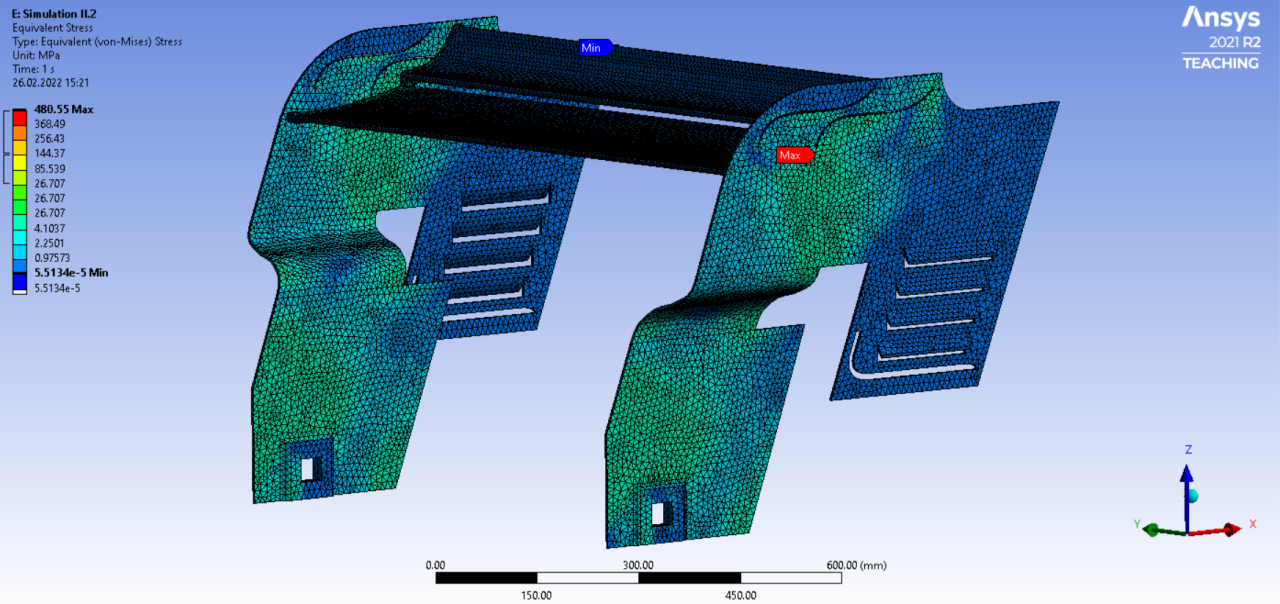 E: Simulation II.2
Equivalent Stress
Type: Equivalent (von-Mises) Stress
Unit: MPa
Time: 1 s
26.02.2022 15:21
480.55 Max
368.49
256.43
144.37
85.539
26.707
26.707
26.707
4.1037
2.2501
0.97573
5.5134e-5 Min
5.5134e-5
Min
Max
Ansys
2021 R2
TEACHING
Z
Y
X
0.00 300.00 600.00 (mm)
150.00 450.00